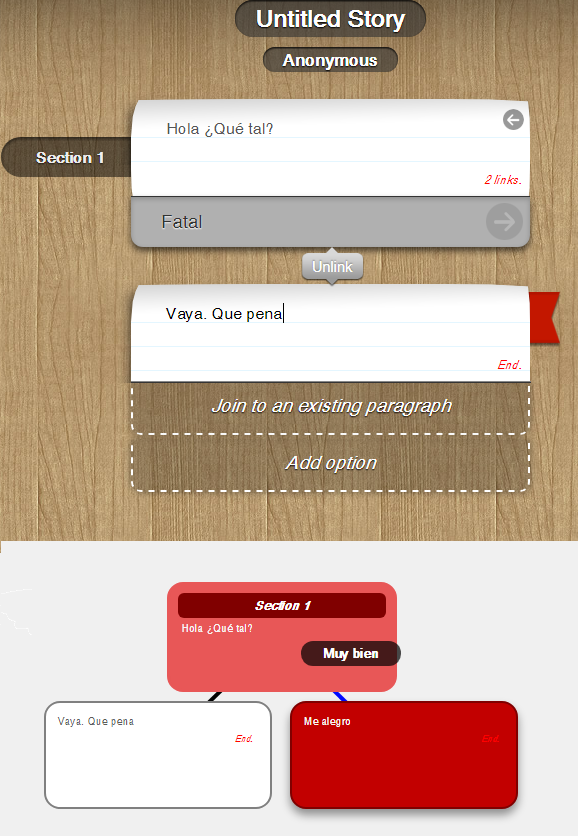 Untitled Story
Anonymous
Hola ¿Qué tal?
Section 1
2 links.
Fatal
Unlink
Vaya. Que pena
End.
Join to an existing paragraph
Add option
Section 1
Hola ¿Qué tal?
Muy bien
Vaya. Que pena
End.
Me alegro
End.